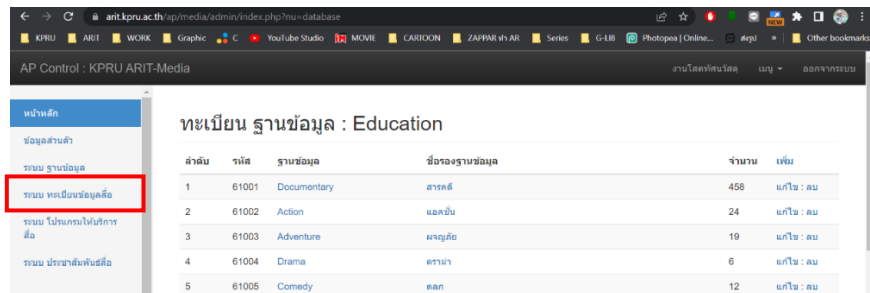 arit.kpru.ac.th/ap/media/admin/index.php?nu=database
KPRU ARIT WORK Graphic C YouTube Studio MOVIE CARTOON ZAPPAR ทำ AR Series G-LIB Photopea | Online... สรุป » Other bookmarks
AP Control : KPRU ARIT-Media งานโสตทัศนวัสดุ เมนู ออกจากระบบ
หน้าหลัก
ข้อมูลส่วนตัว
ระบบ ฐานข้อมูล
ระบบ ทะเบียนข้อมูลสื่อ
ระบบ โปรแกรมให้บริการ
สื่อ
ระบบ ประชาสัมพันธ์สื่อ
ทะเบียน ฐานข้อมูล : Education
ลำดับ รหัส ฐานข้อมูล ชื่อรองฐานข้อมูล จำนวน เพิ่ม
1 61001 Documentary สารคดี 458 แก้ไข : ลบ
2 61002 Action แอคชั่น 24 แก้ไข : ลบ
3 61003 Adventure ผจญภัย 19 แก้ไข : ลบ
4 61004 Drama ดราม่า 6 แก้ไข : ลบ
5 61005 Comedy ตลก 12 แก้ไข : ลบ